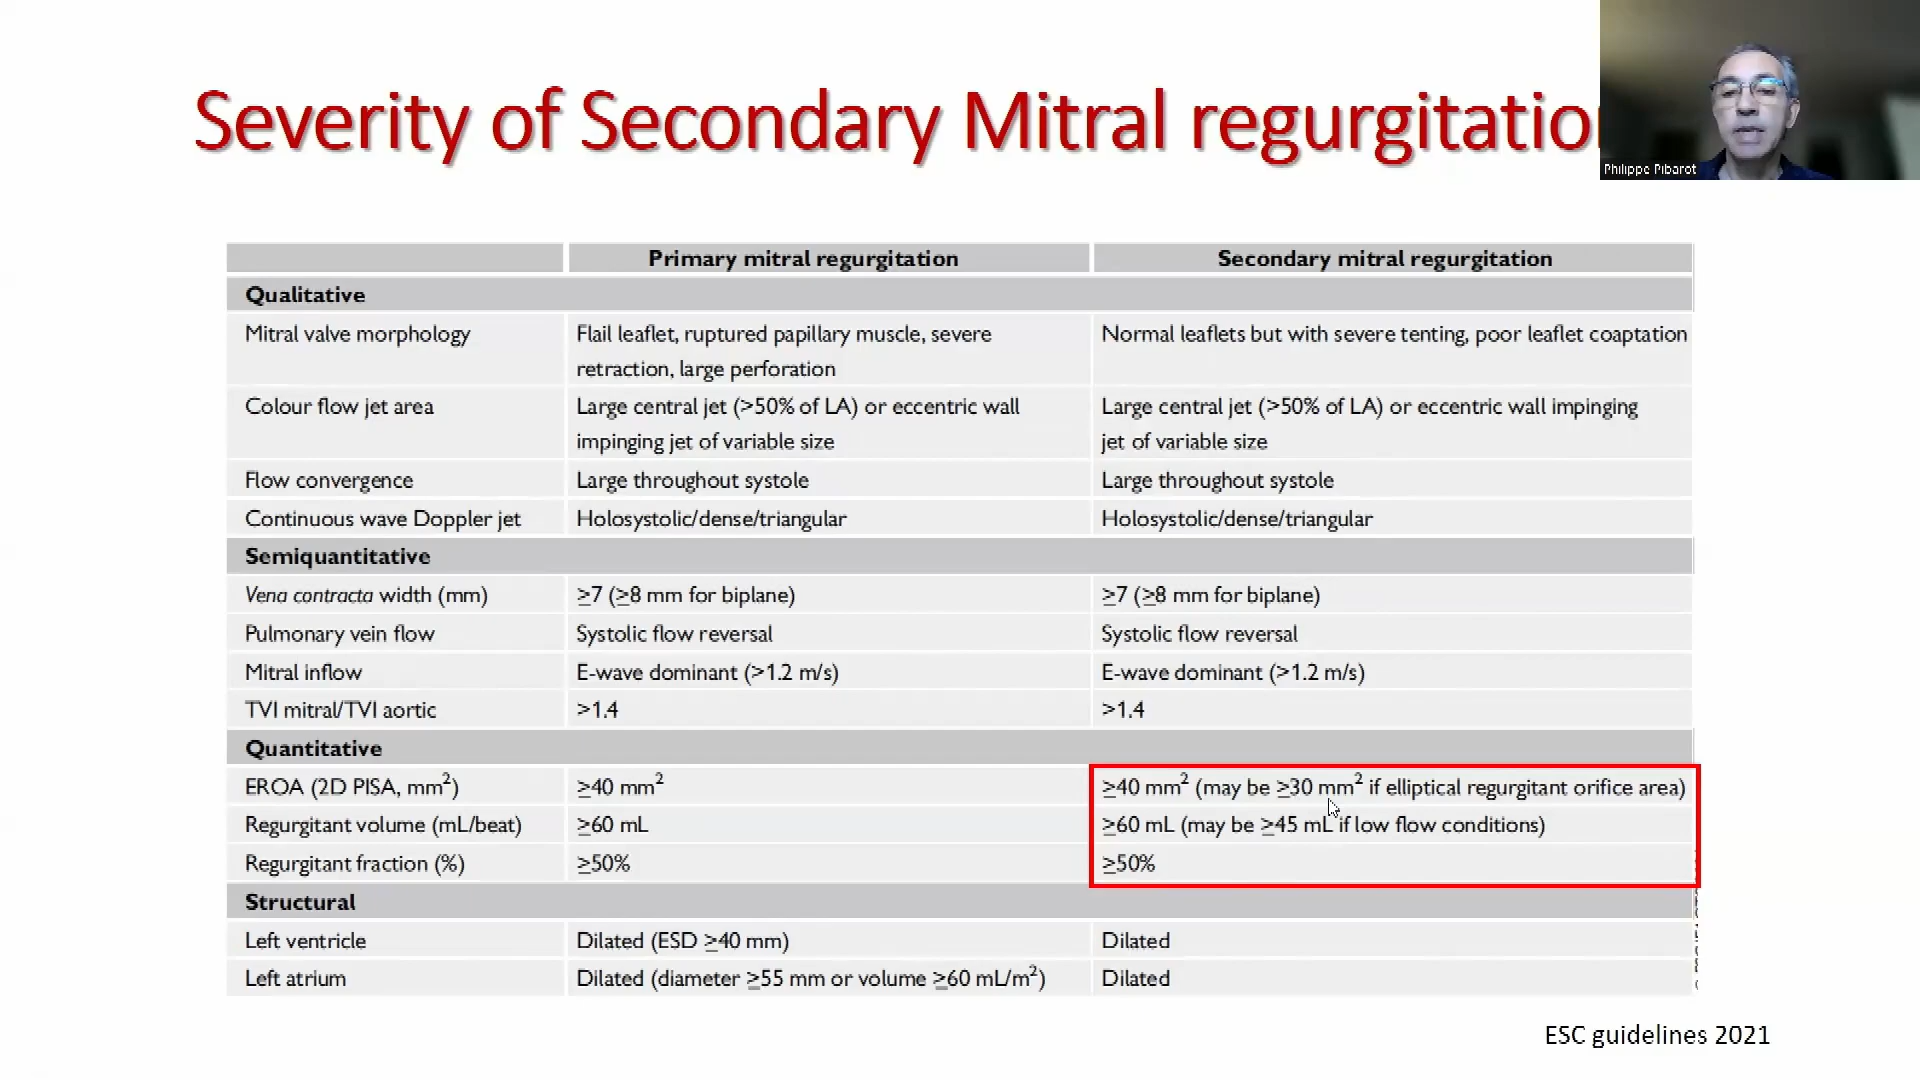 Severity of Secondary Mitral regurgitation
Philippe Pibarot
Primary mitral regurgitation Secondary mitral regurgitation
Qualitative
Mitral valve morphology Flail leaflet, ruptured papillary muscle, severe Normal leaflets but with severe tenting, poor leaflet coaptation
retraction, large perforation
Colour flow jet area Large central jet (>50% of LA) or eccentric wall Large central jet (>50% of LA) or eccentric wall impinging
impinging jet of variable size jet of variable size
Flow convergence Large throughout systole Large throughout systole
Continuous wave Doppler jet Holosystolic/dense/triangular Holosystolic/dense/triangular
Semiquantitative
Vena contracta width (mm) ≥7 (≥8 mm for biplane) ≥7 (≥8 mm for biplane)
Pulmonary vein flow Systolic flow reversal Systolic flow reversal
Mitral inflow E-wave dominant (>1.2 m/s) E-wave dominant (>1.2 m/s)
TVI mitral/TVI aortic >1.4 >1.4
Quantitative
EROA (2D PISA, mm²) ≥40 mm² ≥40 mm² (may be ≥30 mm² if elliptical regurgitant orifice area)
Regurgitant volume (mL/beat) ≥60 mL ≥60 mL (may be ≥45 mL if low flow conditions)
Regurgitant fraction (%) ≥50% ≥50%
Structural
Left ventricle Dilated (ESD ≥40 mm) Dilated
Left atrium Dilated (diameter ≥55 mm or volume ≥60 mL/m²) Dilated
ESC guidelines 2021